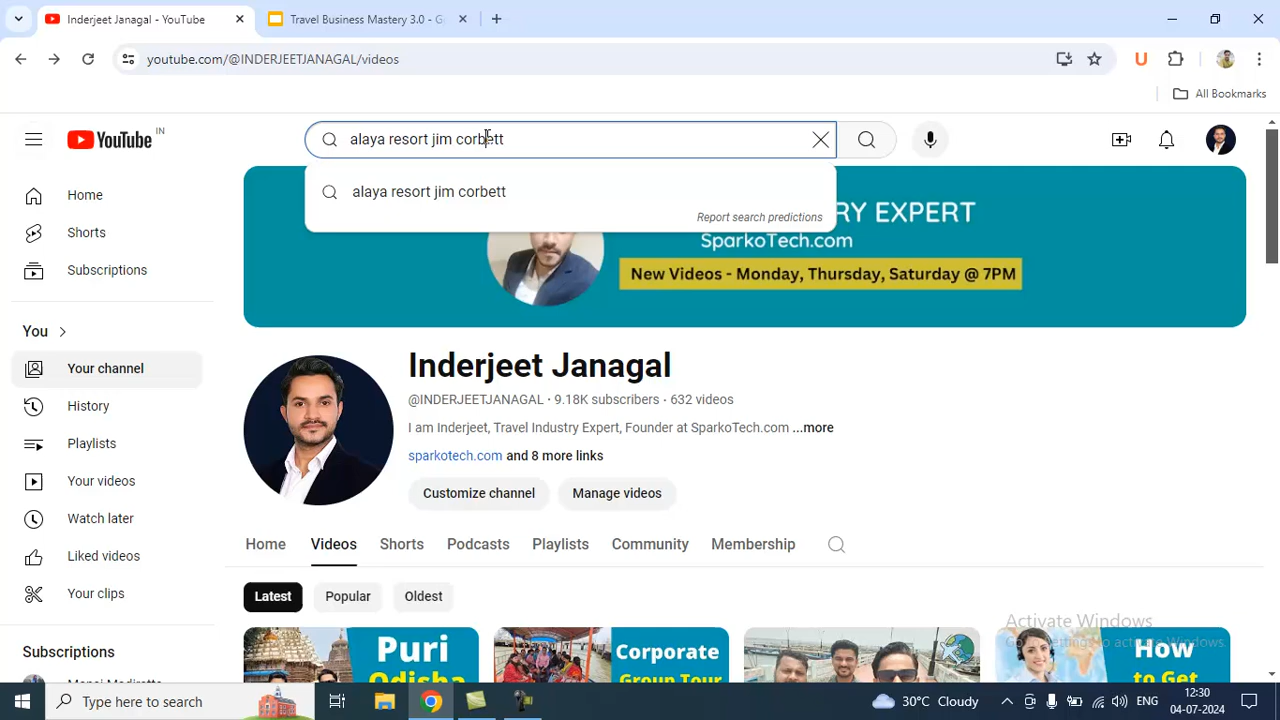 Inderjeet Janagal - YouTube
Travel Business Mastery 3.0 - G
youtube.com/@INDERJEETJANAGAL/videos
U
All Bookmarks
YouTube IN
alaya resort jim corbett
alaya resort jim corbett
Report search predictions
RY EXPERT
SparkoTech.com
New Videos - Monday, Thursday, Saturday @ 7PM
Home
Shorts
Subscriptions
You
Your channel
History
Playlists
Your videos
Watch later
Liked videos
Your clips
Subscriptions
Inderjeet Janagal
@INDERJEETJANAGAL • 9.18K subscribers • 632 videos
I am Inderjeet, Travel Industry Expert, Founder at SparkoTech.com ...more
sparkotech.com and 8 more links
Customize channel
Manage videos
Home Videos Shorts Podcasts Playlists Community Membership
Latest Popular Oldest
Puri
Odisha
Corporate
Group Tour
How
to Get
Activate Windows
Type here to search
30°C Cloudy
ENG
12:30
04-07-2024